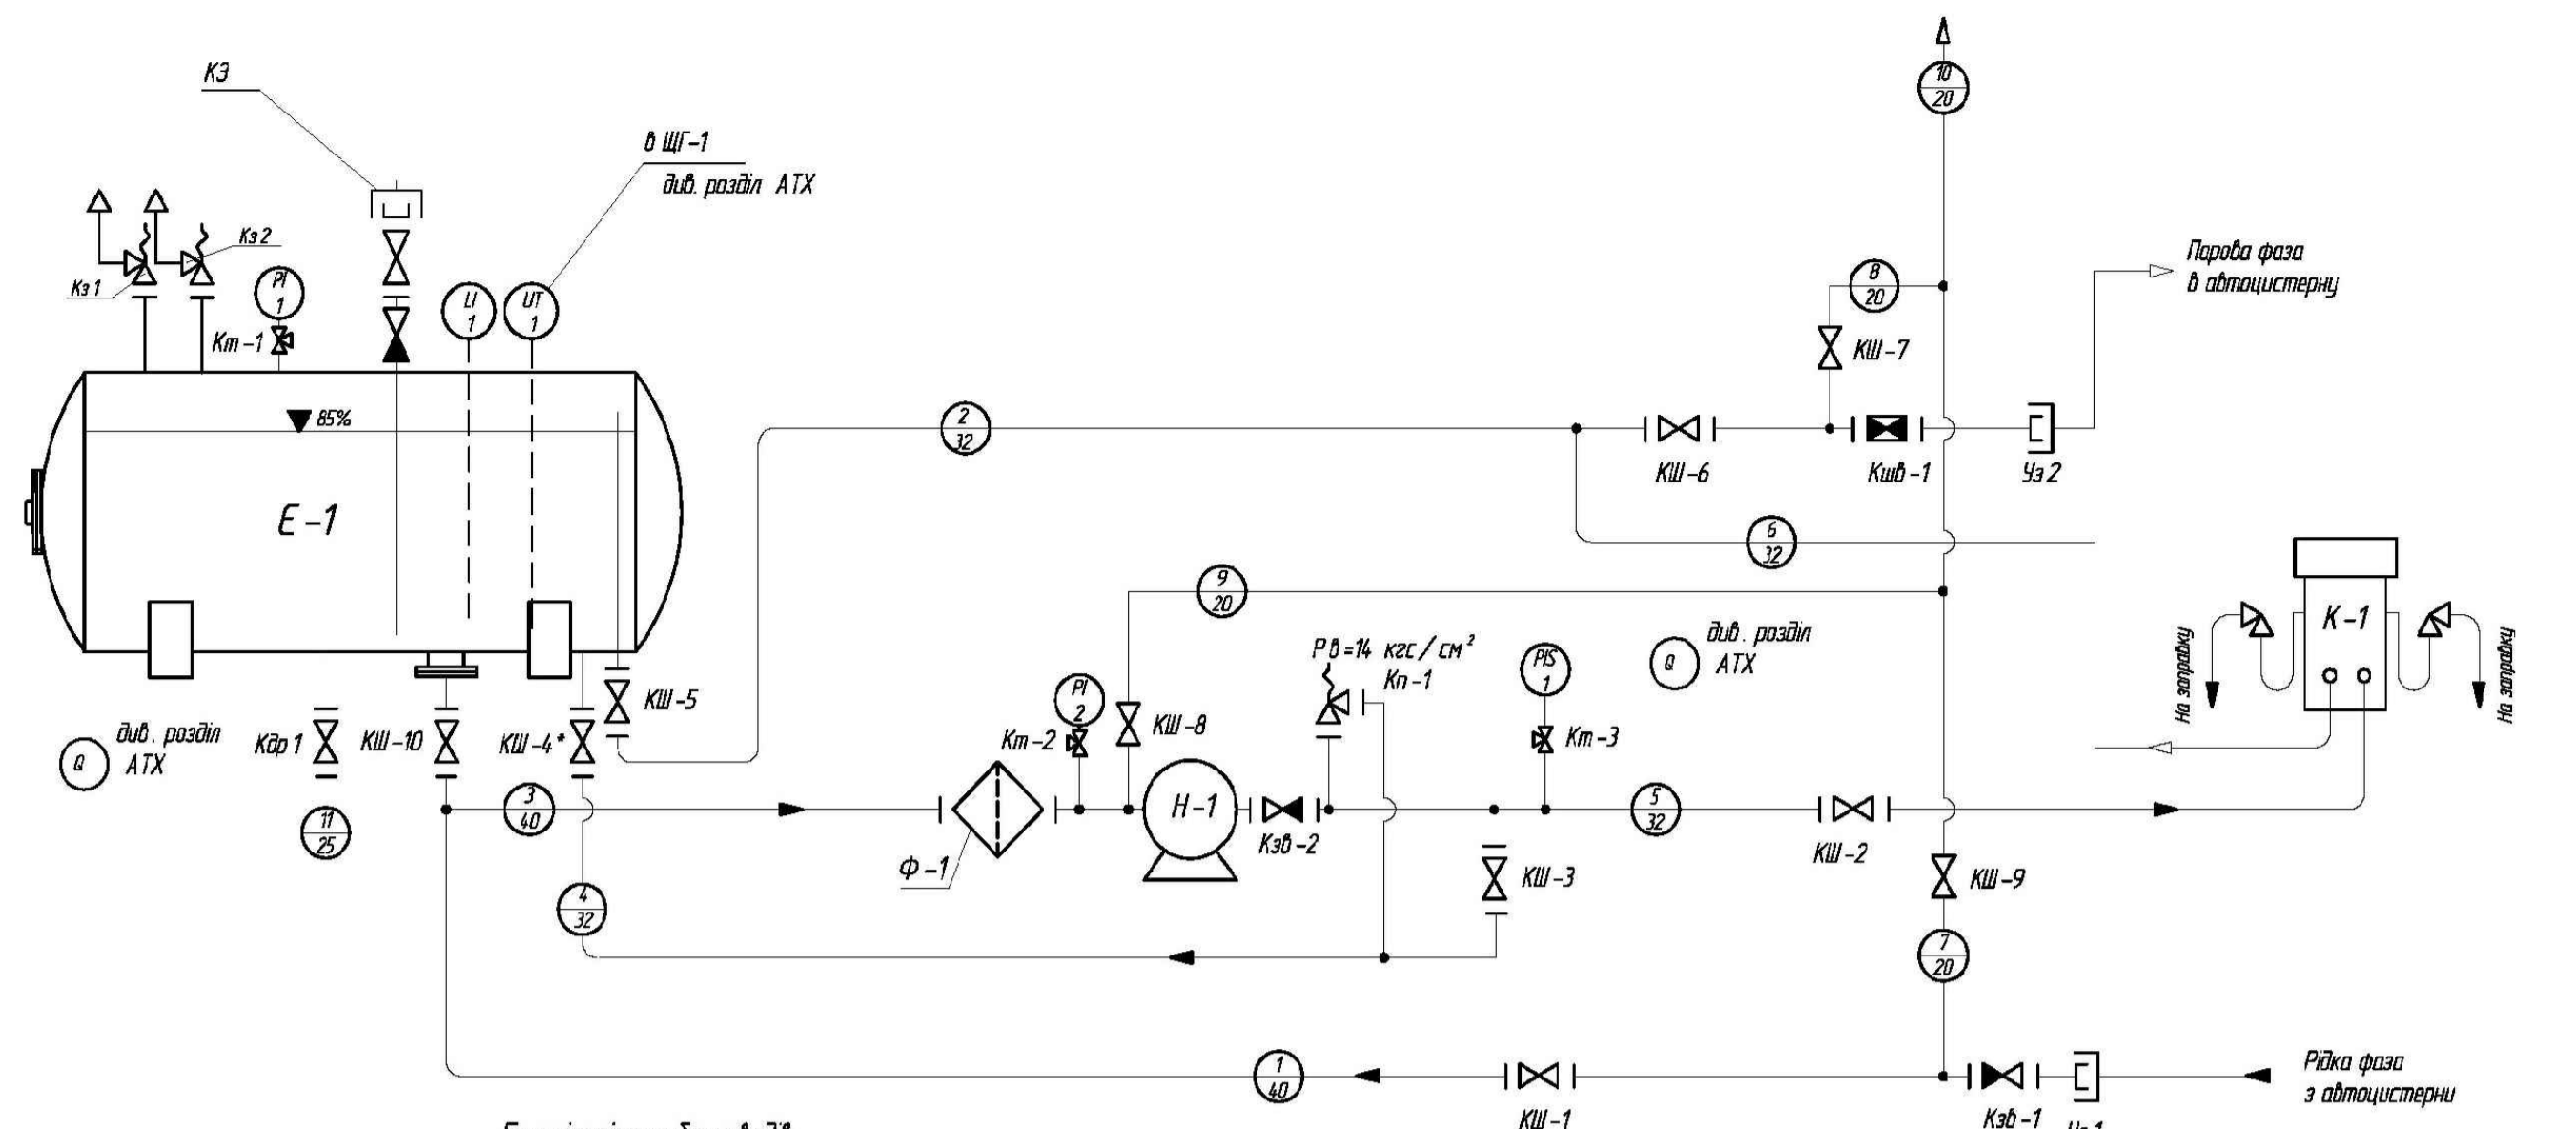 10
20
КЗ
в ЩГ-1
див. розділ АТХ
Кз 2
Кз 1
PI
1
Кт-1
LI
1
UT
1
85%
Е-1
2
32
8
20
КШ-7
Парова фаза
в автоцистерну
КШ-6
Кшв-1
Уз 2
6
32
9
20
К-1
На заправку
На заправку
Рв=14 кгс/см²
Кп-1
PIS
1
Q
див. розділ
АТХ
PI
2
КШ-5
КШ-8
Кт-2
Кт-3
Q
див. розділ
АТХ
Кдр 1
КШ-10
КШ-4*
3
40
Н-1
Кзв-2
5
32
КШ-2
11
25
Ф-1
КШ-3
КШ-9
4
32
7
20
1
40
КШ-1
Кзв-1
Рідка фаза
з автоцистерни